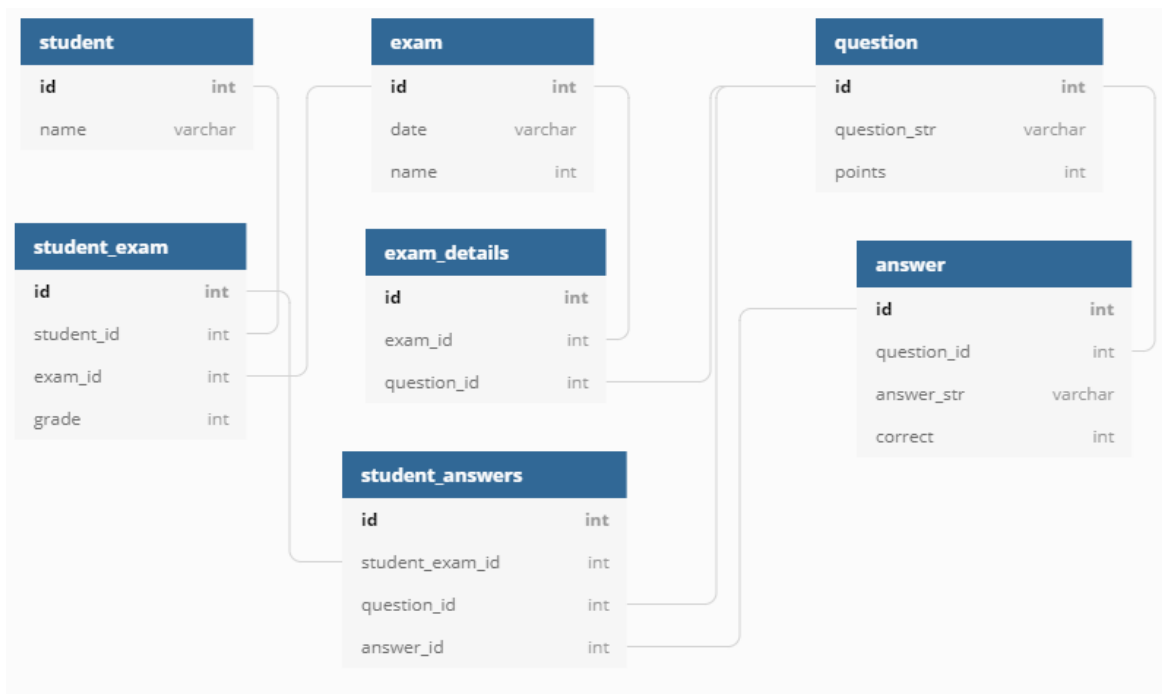 student
id int
name varchar
exam
id int
date varchar
name int
question
id int
question_str varchar
points int
student_exam
id int
student_id int
exam_id int
grade int
exam_details
id int
exam_id int
question_id int
answer
id int
question_id int
answer_str varchar
correct int
student_answers
id int
student_exam_id int
question_id int
answer_id int